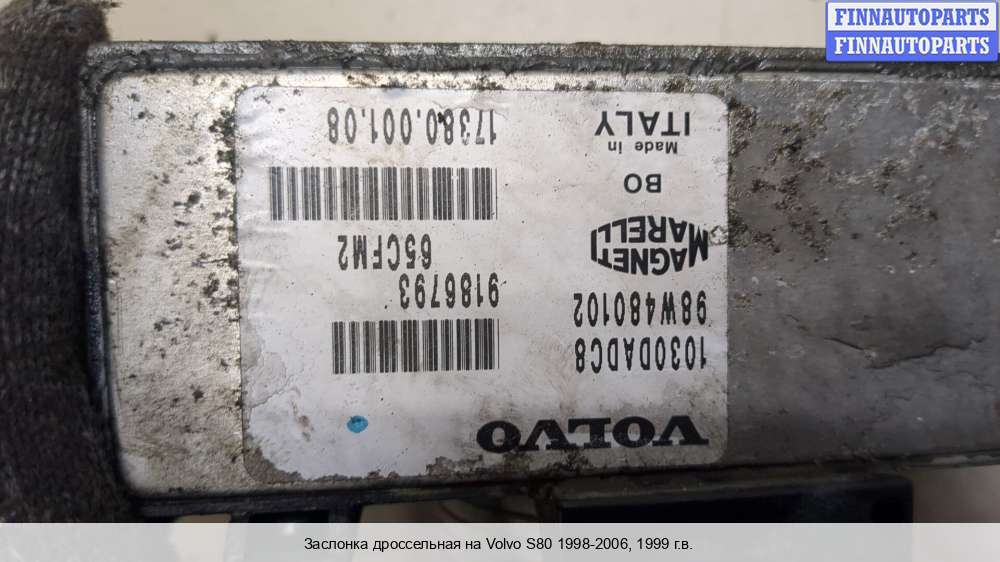 FINNAUTOPARTS
FINNAUTOPARTS
VOLVO
1030DADC8
98W480102
9186793
MAGNETI
MARELLI
65CFM2
BO
Made in
ITALY
17380.001.08
Заслонка дроссельная на Volvo S80 1998-2006, 1999 г.в.